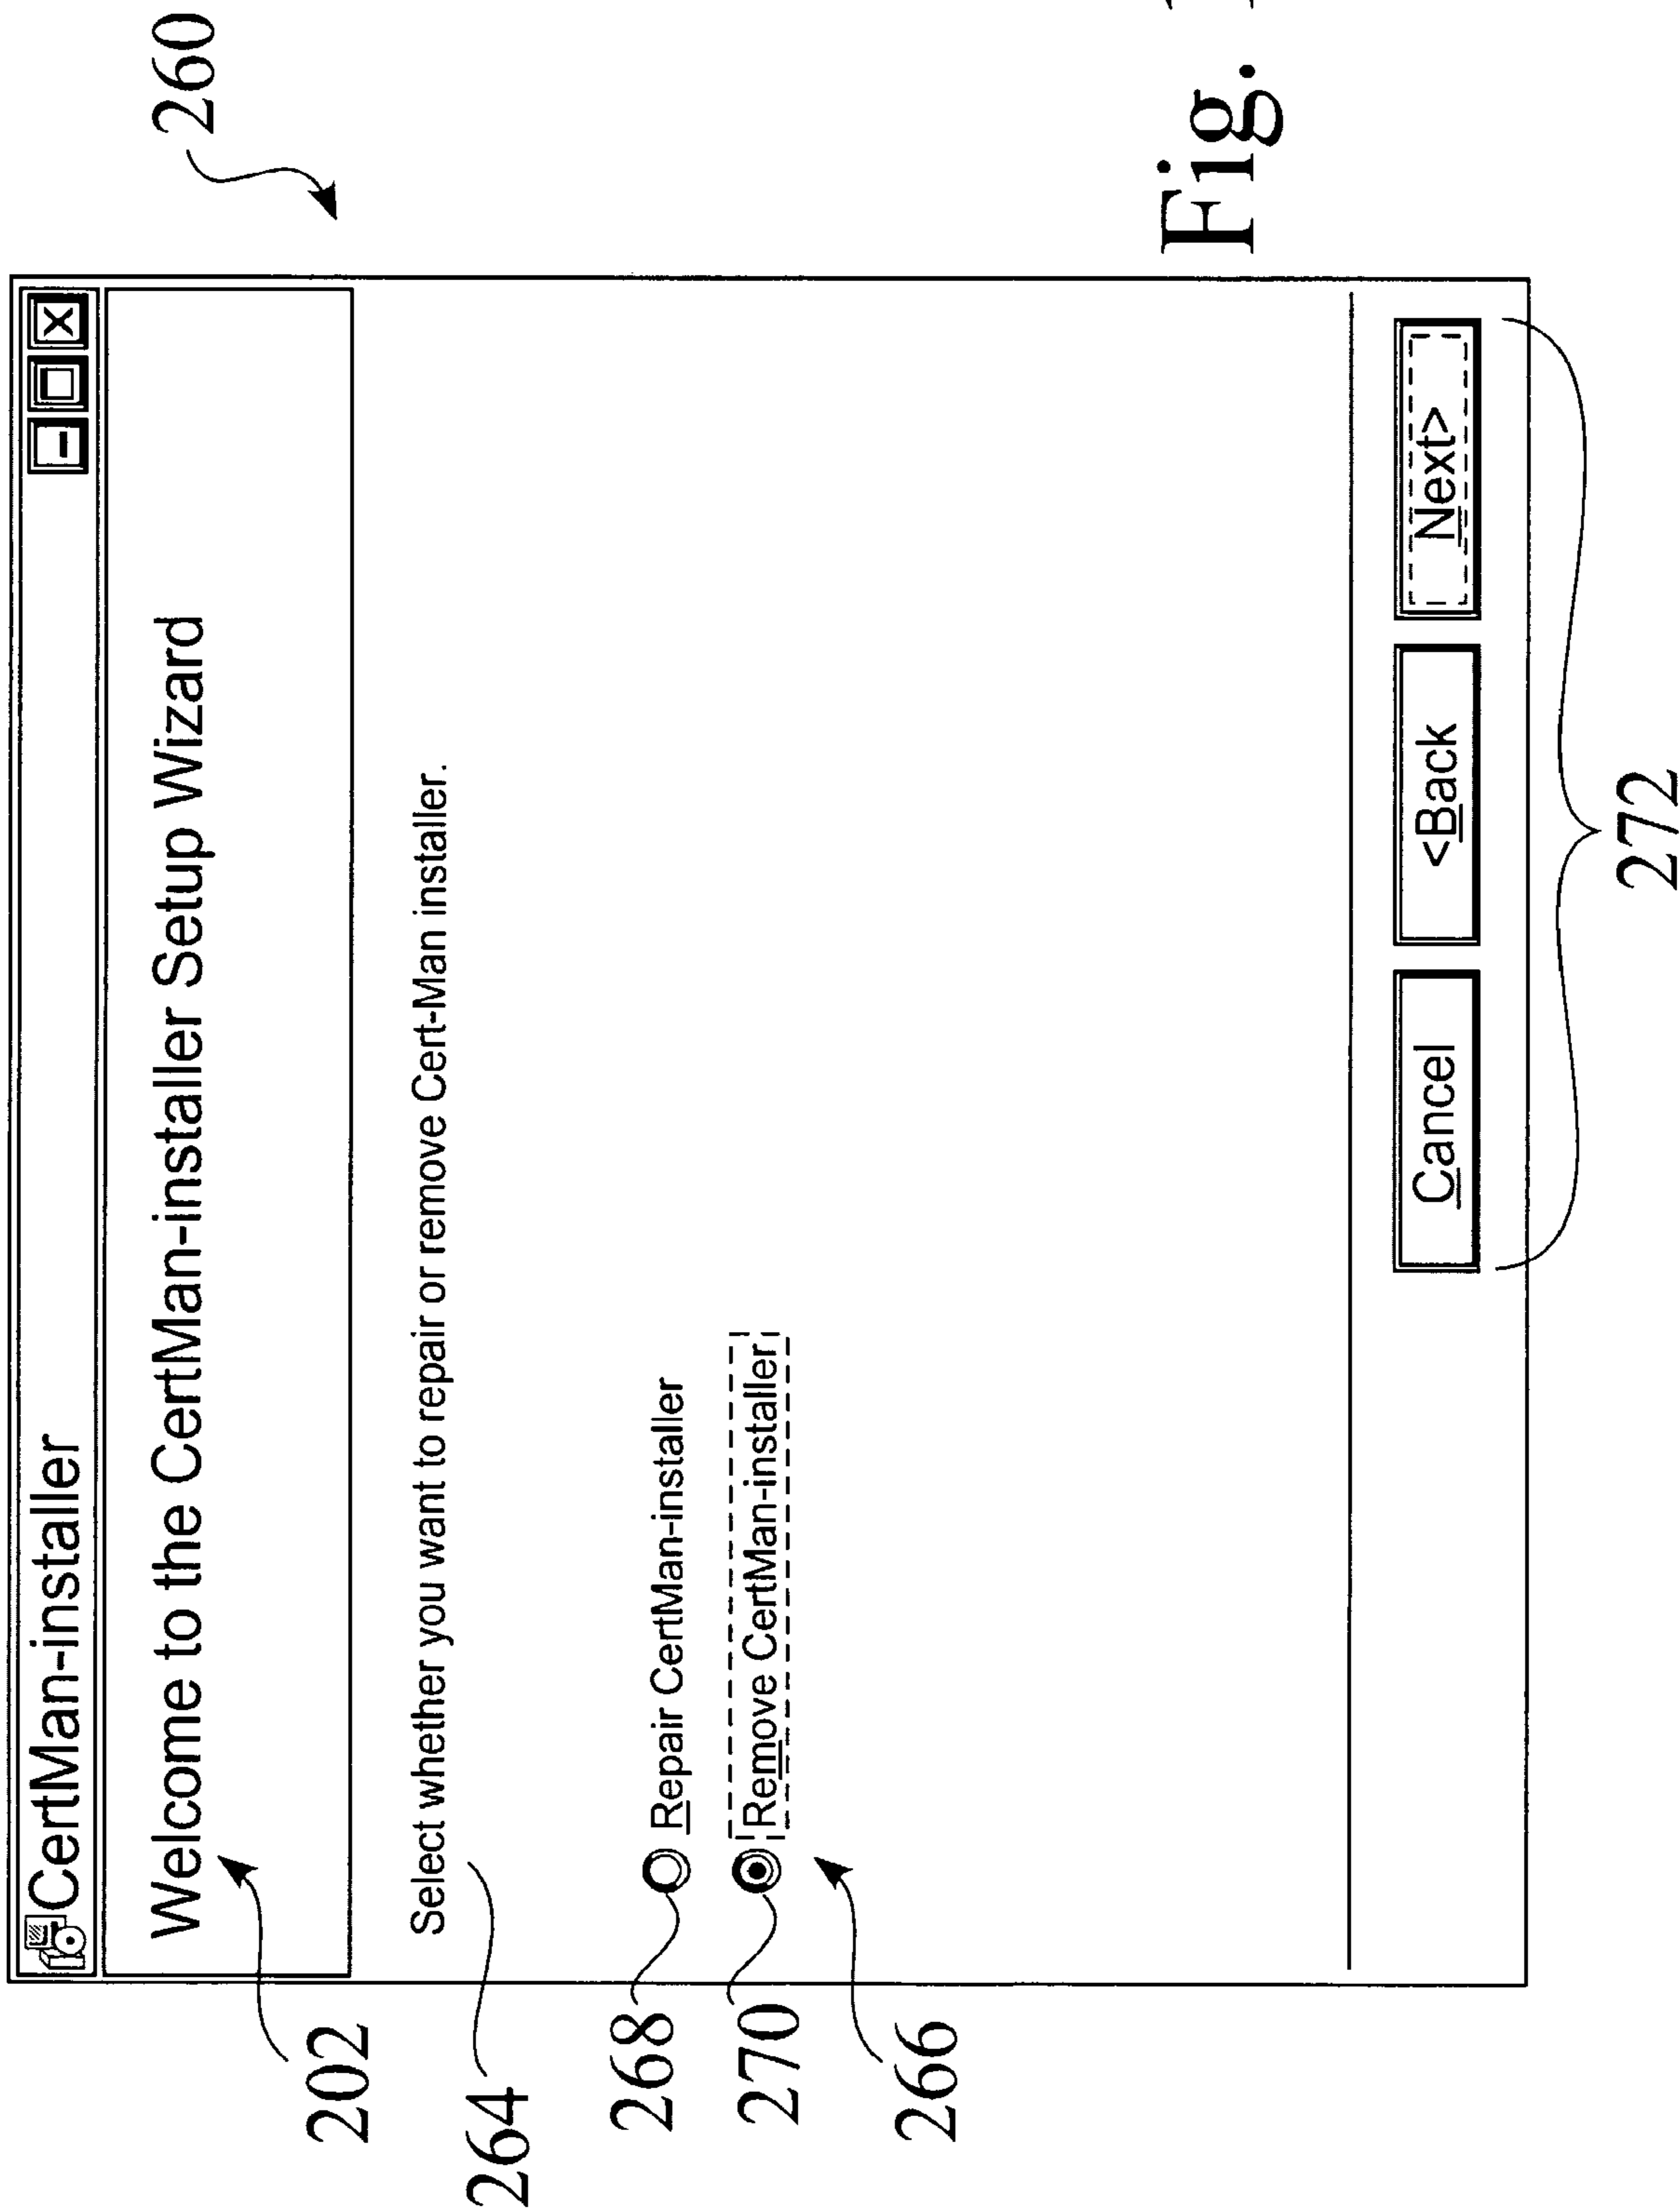 260
CertMan-installer
Welcome to the CertMan-installer Setup Wizard
202
Select whether you want to repair or remove Cert-Man installer.
264
268
Repair CertMan-installer
270
Remove CertMan-installer
266
Cancel
<Back
Next>
272
Fig.